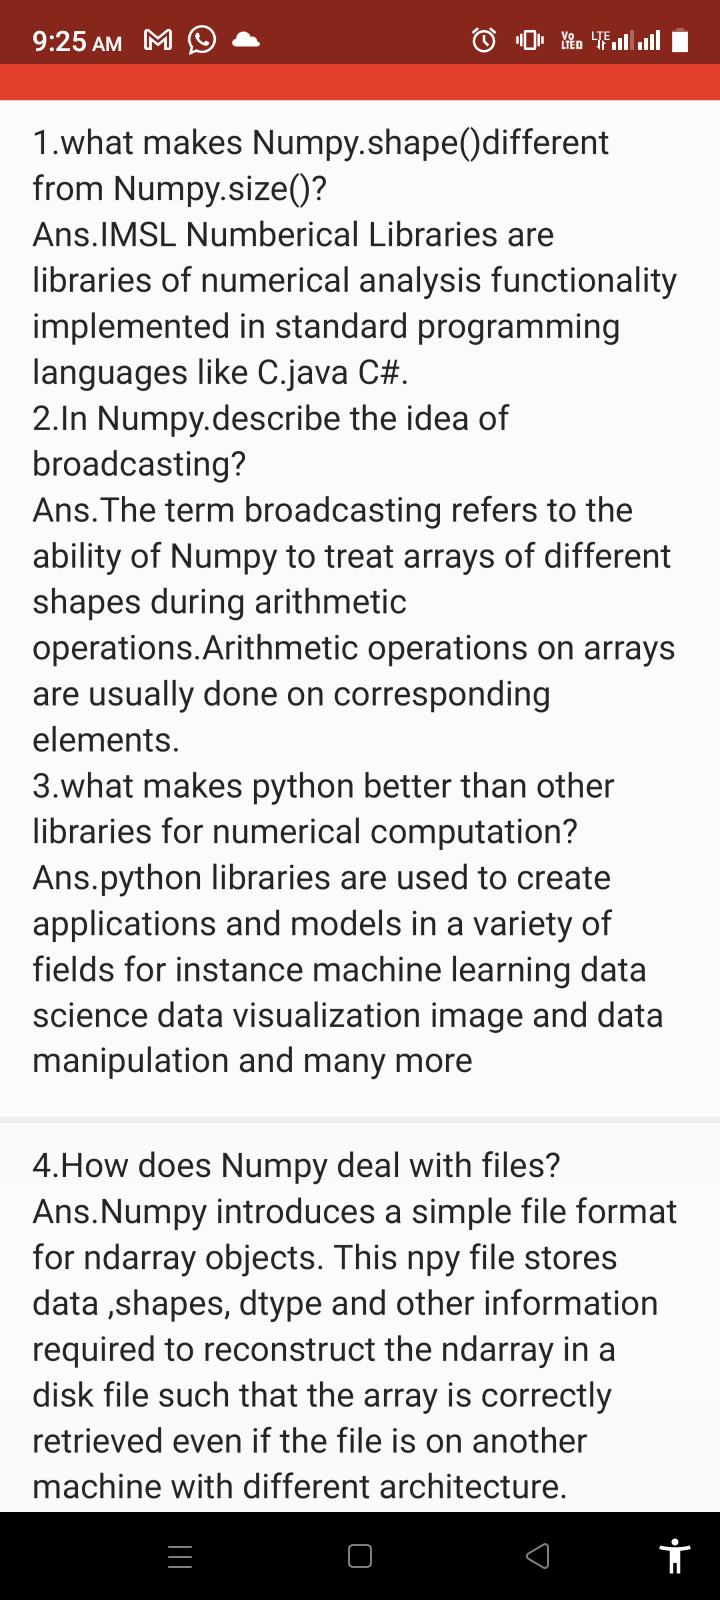 9:25 AM
Vo LTE D LTE
1.what makes Numpy.shape()different
from Numpy.size()?
Ans.IMSL Numberical Libraries are
libraries of numerical analysis functionality
implemented in standard programming
languages like C.java C#.
2.In Numpy.describe the idea of
broadcasting?
Ans.The term broadcasting refers to the
ability of Numpy to treat arrays of different
shapes during arithmetic
operations.Arithmetic operations on arrays
are usually done on corresponding
elements.
3.what makes python better than other
libraries for numerical computation?
Ans.python libraries are used to create
applications and models in a variety of
fields for instance machine learning data
science data visualization image and data
manipulation and many more
4.How does Numpy deal with files?
Ans.Numpy introduces a simple file format
for ndarray objects. This npy file stores
data ,shapes, dtype and other information
required to reconstruct the ndarray in a
disk file such that the array is correctly
retrieved even if the file is on another
machine with different architecture.